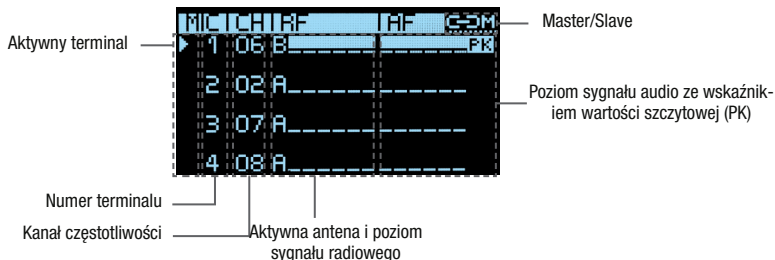 MIC CH RF AF M
Master/Slave
Aktywny terminal
1 06 B PK
2 02 A
3 07 A
4 08 A
Poziom sygnału audio ze wskaźnik-
iem wartości szczytowej (PK)
Numer terminalu
Kanał częstotliwości
Aktywna antena i poziom
sygnału radiowego